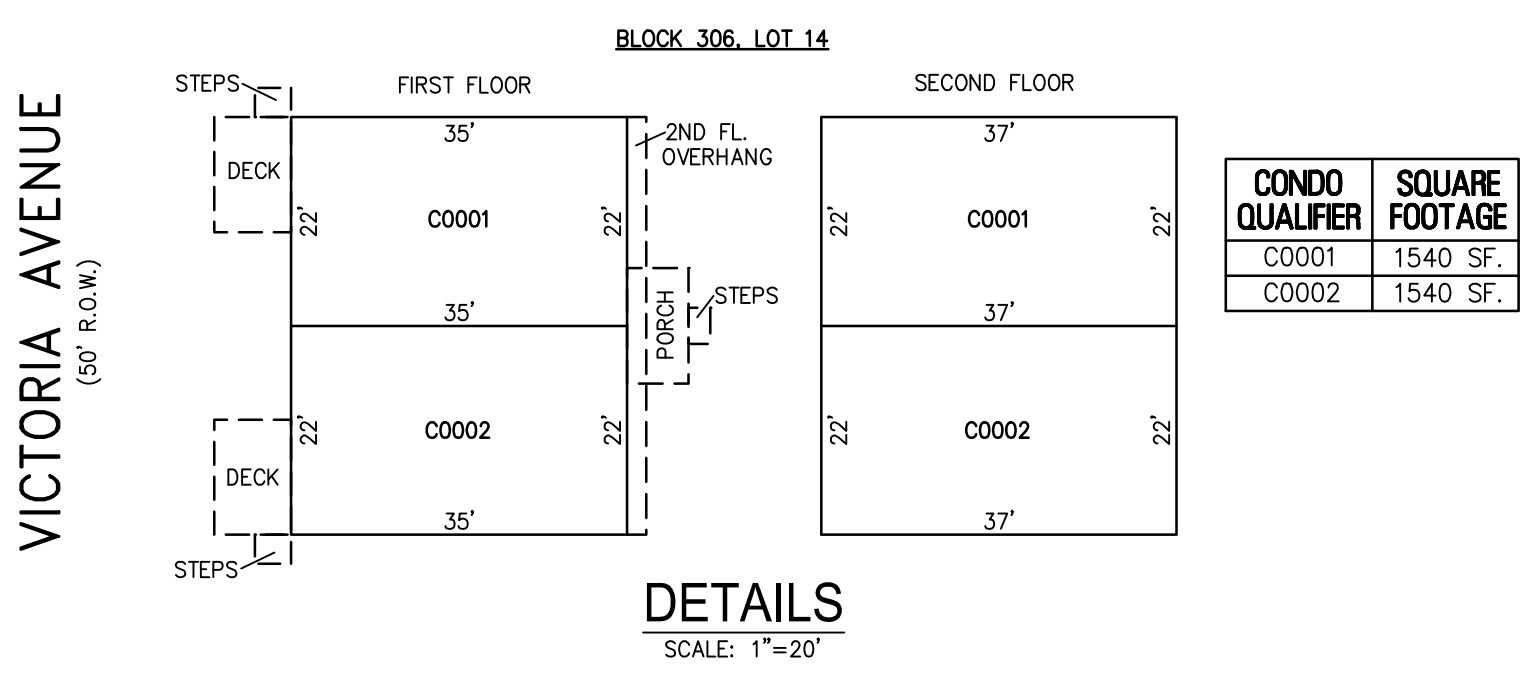 BLOCK 306, LOT 14
VICTORIA AVENUE
(50' R.O.W.)
STEPS
FIRST FLOOR
35'
2ND FL.
OVERHANG
DECK
22'
C0001
22'
35'
PORCH
STEPS
22'
C0002
22'
DECK
35'
STEPS
SECOND FLOOR
37'
22'
C0001
22'
37'
22'
C0002
22'
37'
CONDO
QUALIFIER
SQUARE
FOOTAGE
C0001
1540 SF.
C0002
1540 SF.
DETAILS
SCALE: 1"=20'